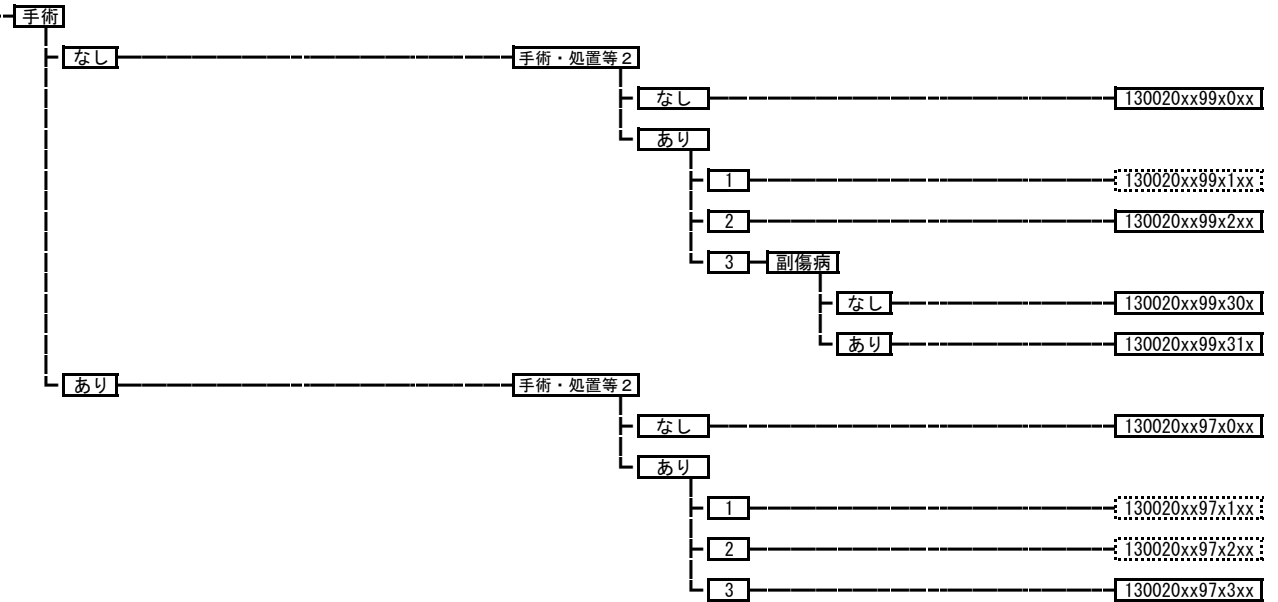 手術
なし 手術・処置等２
なし 130020xx99x0xx
あり
1 130020xx99x1xx
2 130020xx99x2xx
3 副傷病
なし 130020xx99x30x
あり 130020xx99x31x
あり 手術・処置等２
なし 130020xx97x0xx
あり
1 130020xx97x1xx
2 130020xx97x2xx
3 130020xx97x3xx